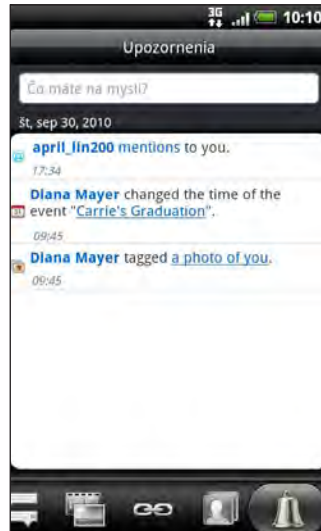 3G 10:10
Upozornenia
Čo máte na mysli?
št, sep 30, 2010
april_lin200 mentions to you.
17:34
Diana Mayer changed the time of the
31 event "Carrie's Graduation".
09:45
Diana Mayer tagged a photo of you.
09:45